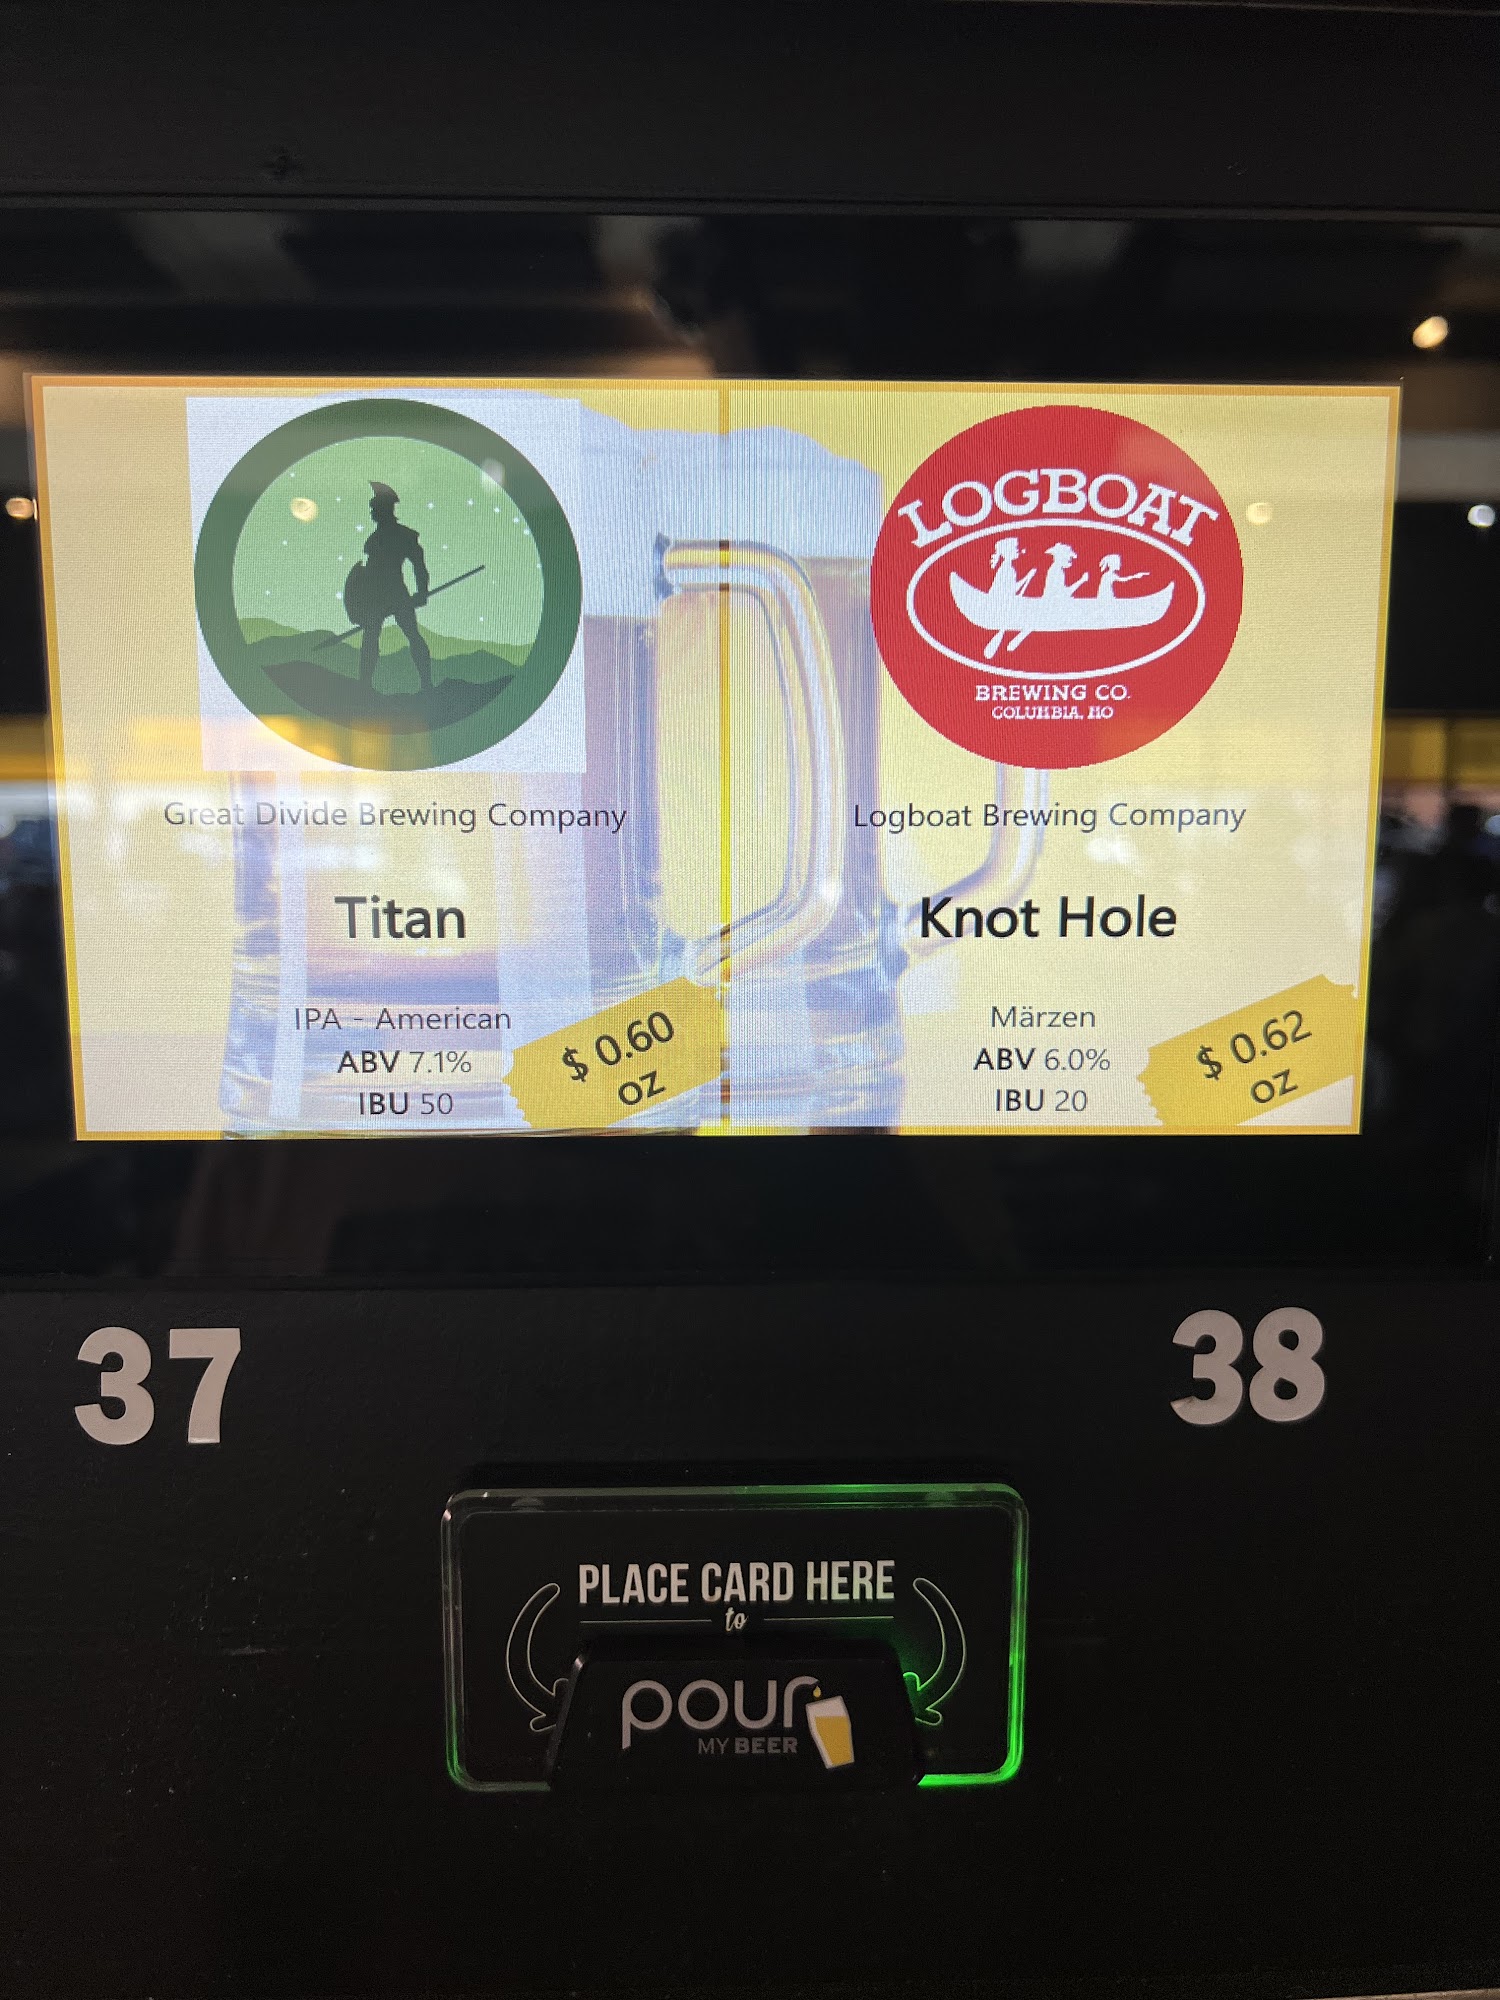 LOGBOAT
BREWING CO.
COLUMBIA, MO
Great Divide Brewing Company
Titan
IPA - American
ABV 7.1%
IBU 50
$ 0.60
oz
Logboat Brewing Company
Knot Hole
Märzen
ABV 6.0%
IBU 20
$ 0.62
oz
37
38
PLACE CARD HERE
to
pour
MY BEER